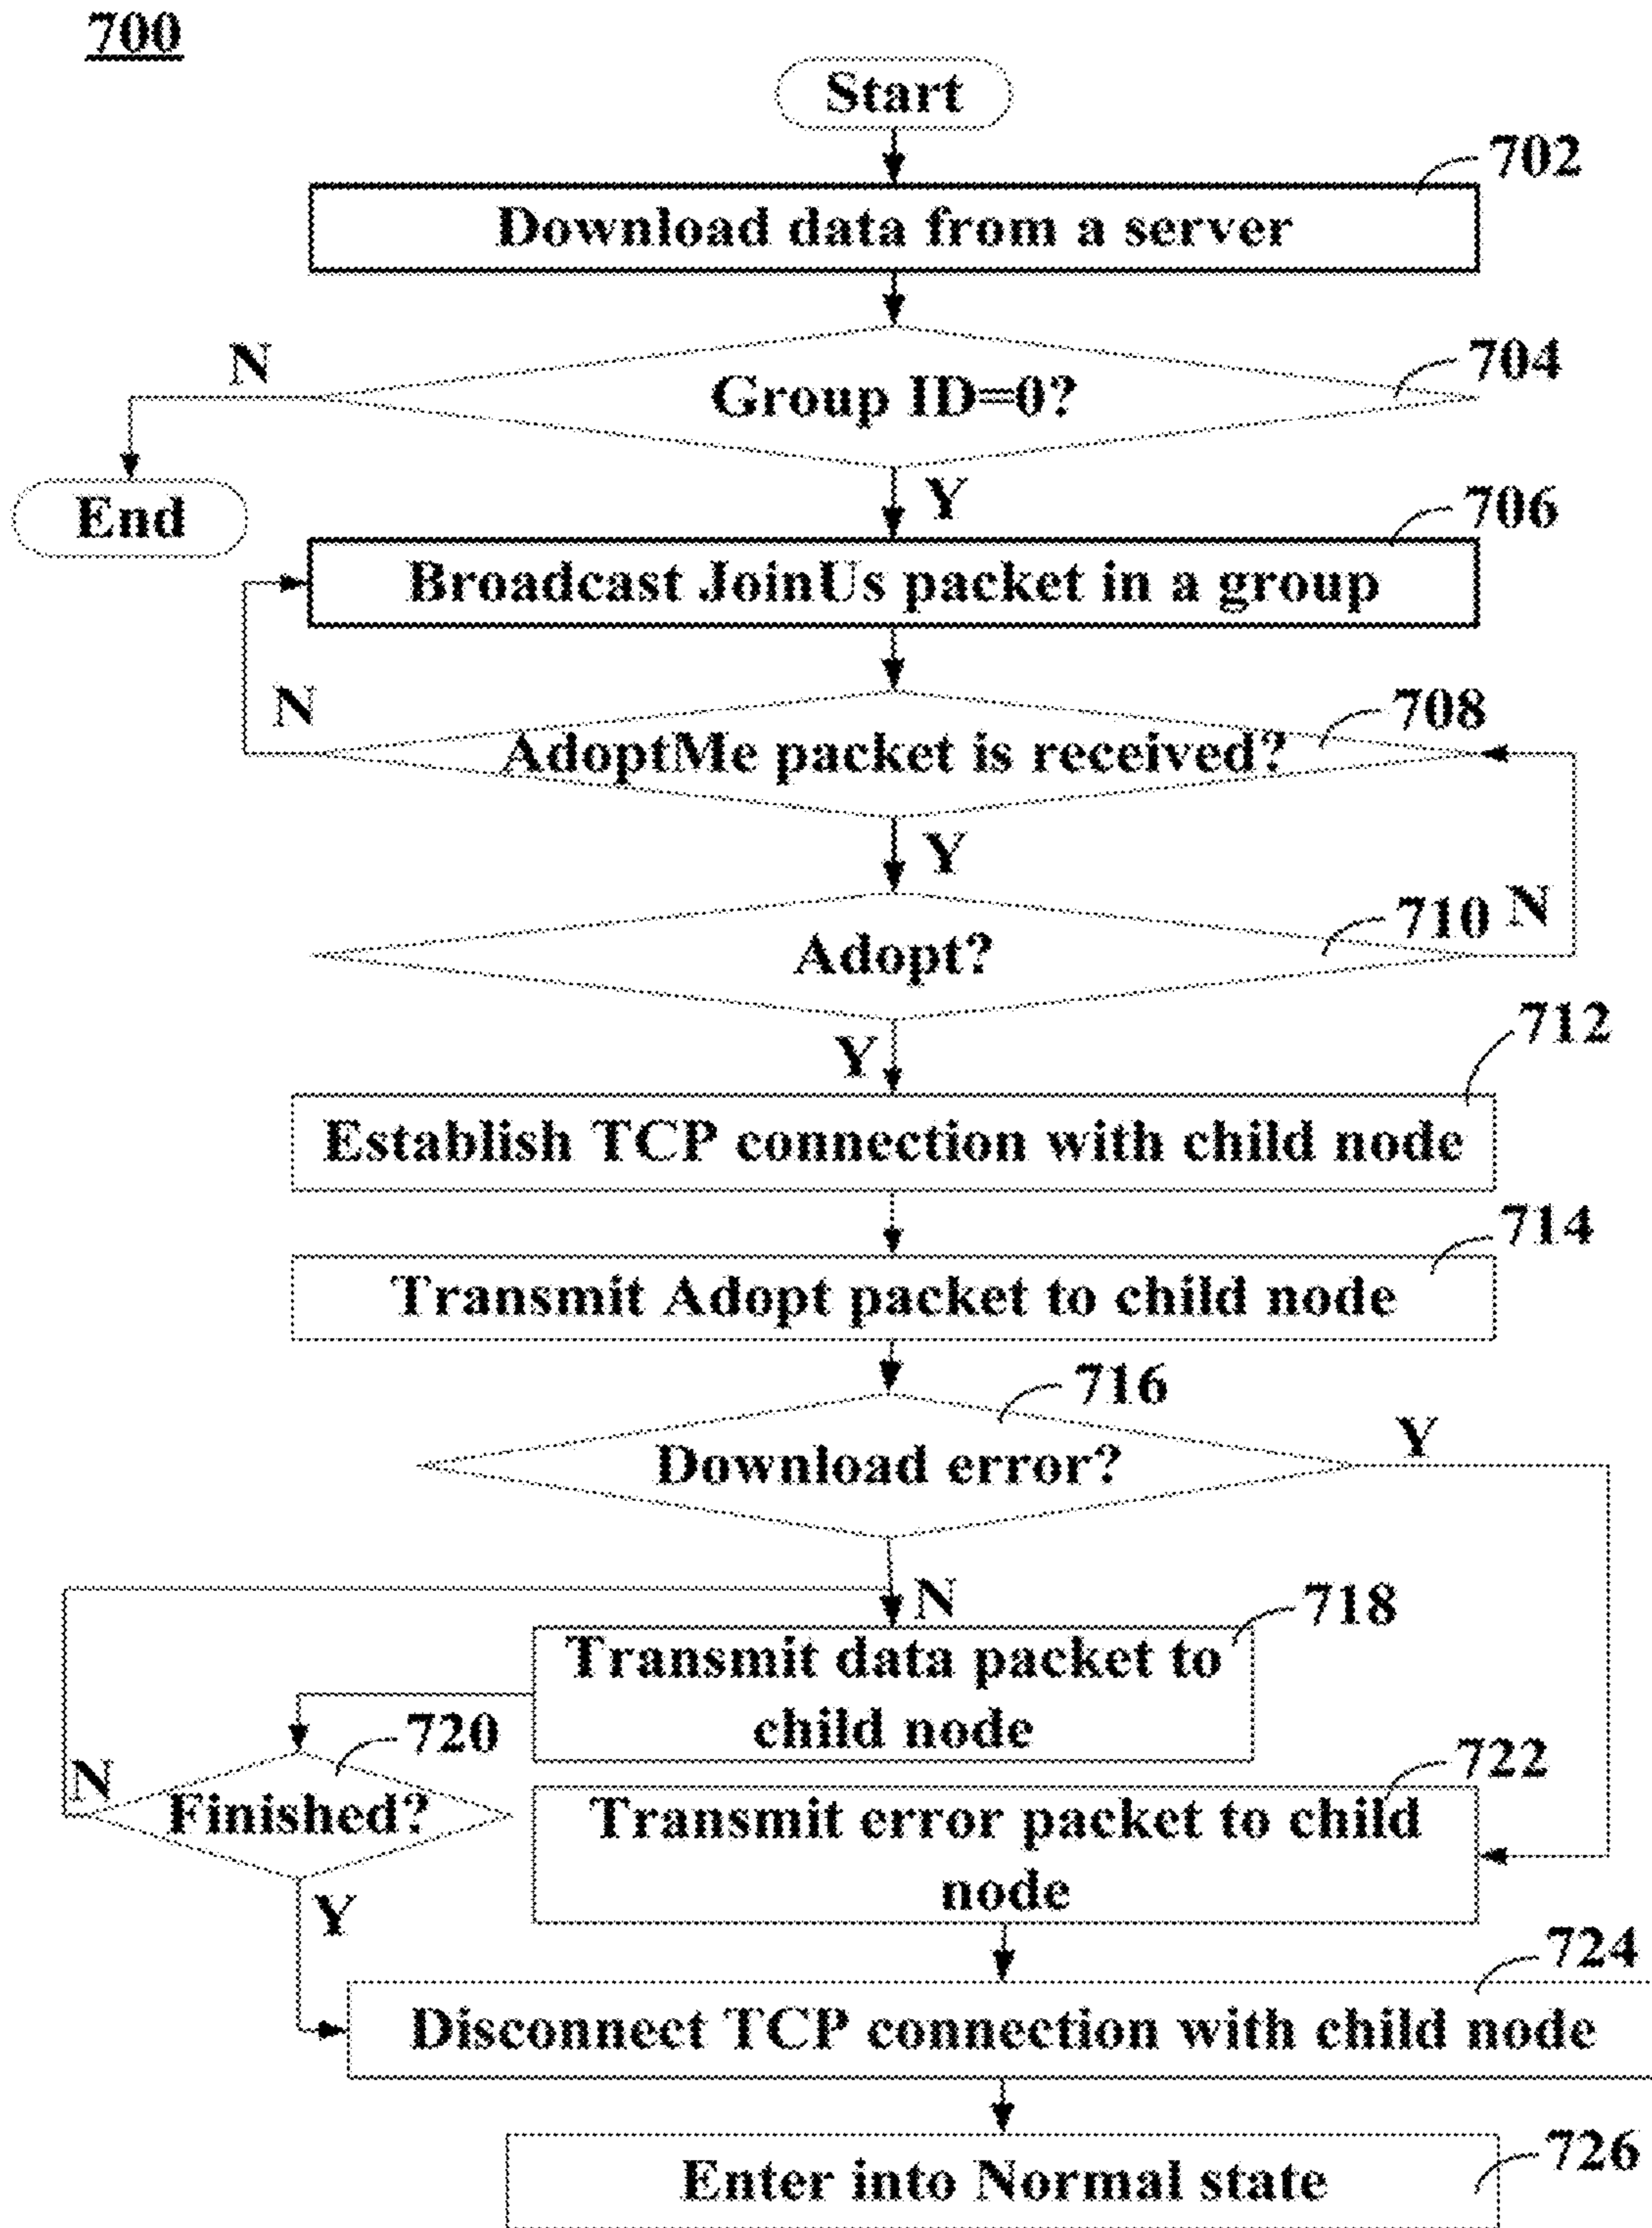 700
Start
702
Download data from a server
N
704
Group ID=0?
End
Y
706
Broadcast JoinUs packet in a group
N
708
AdoptMe packet is received?
Y
710
N
Adopt?
712
Y
Establish TCP connection with child node
714
Transmit Adopt packet to child node
716
Y
Download error?
N
718
Transmit data packet to
child node
720
722
N
Finished?
Transmit error packet to child
node
Y
724
Disconnect TCP connection with child node
726
Enter into Normal state